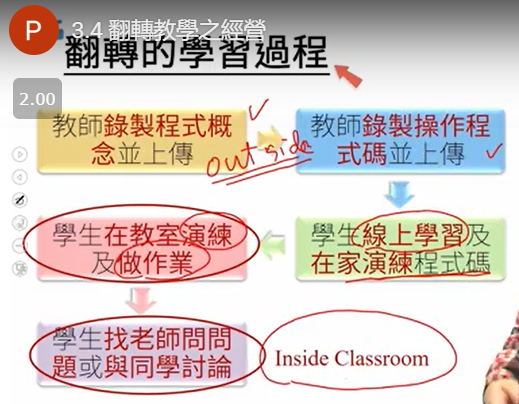 P 3.4 翻轉教學之經營
翻轉的學習過程
2.00
教師錄製程式概
念並上傳
outside
教師錄製操作程
式碼並上傳
學生線上學習及
在家演練程式碼
學生在教室演練
及做作業
學生找老師問問
題或與同學討論
Inside Classroom